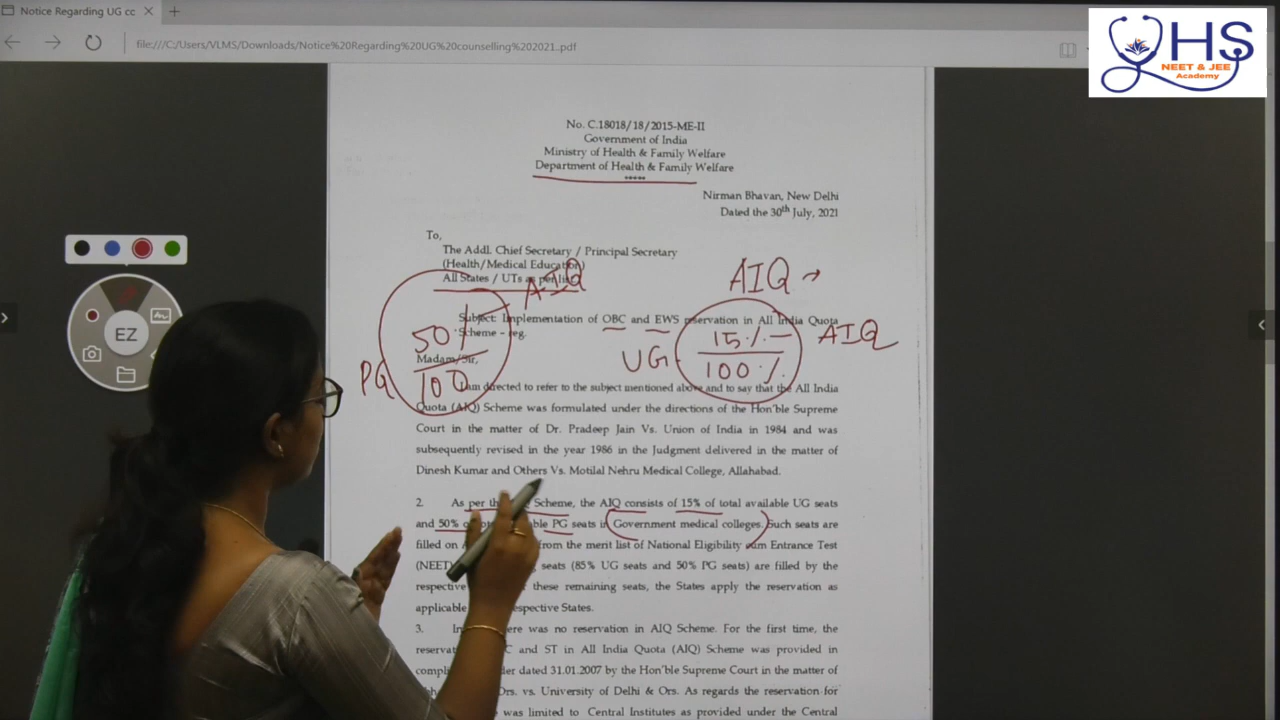 Notice Regarding UG cc
file:///C:/Users/VLMS/Downloads/Notice%20Regarding%20UG%20counselling%202021..pdf
HS
NEET & JEE
Academy
No. C.18018/18/2015-ME-II
Government of India
Ministry of Health & Family Welfare
Department of Health & Family Welfare
*****
Nirman Bhavan, New Delhi
Dated the 30th July, 2021
To,
The Addl. Chief Secretary / Principal Secretary
(Health/Medical Education)
All States / UTs as per list
AIQ
AIQ
Subject: Implementation of OBC and EWS reservation in All India Quota
Scheme - reg.
50%
15%
AIQ
UG
100%
Madam/Sir,
PG
100
I am directed to refer to the subject mentioned above and to say that the All India
Quota (AIQ) Scheme was formulated under the directions of the Hon'ble Supreme
Court in the matter of Dr. Pradeep Jain Vs. Union of India in 1984 and was
subsequently revised in the year 1986 in the Judgment delivered in the matter of
Dinesh Kumar and Others Vs. Motilal Nehru Medical College, Allahabad.
EZ
2. As per th Scheme, the AIQ consists of 15% of total available UG seats
and 50% o PG seats in Government medical colleges. Such seats are
filled on from the merit list of National Eligibility cum Entrance Test
(NEET) seats (85% UG seats and 50% PG seats) are filled by the
respective these remaining seats, the States apply the reservation as
applicable espective States.
3. In ere was no reservation in AIQ Scheme. For the first time, the
reservat C and ST in All India Quota (AIQ) Scheme was provided in
compl er dated 31.01.2007 by the Hon'ble Supreme Court in the matter of
Ors. vs. University of Delhi & Ors. As regards the reservation for
was limited to Central Institutes as provided under the Central